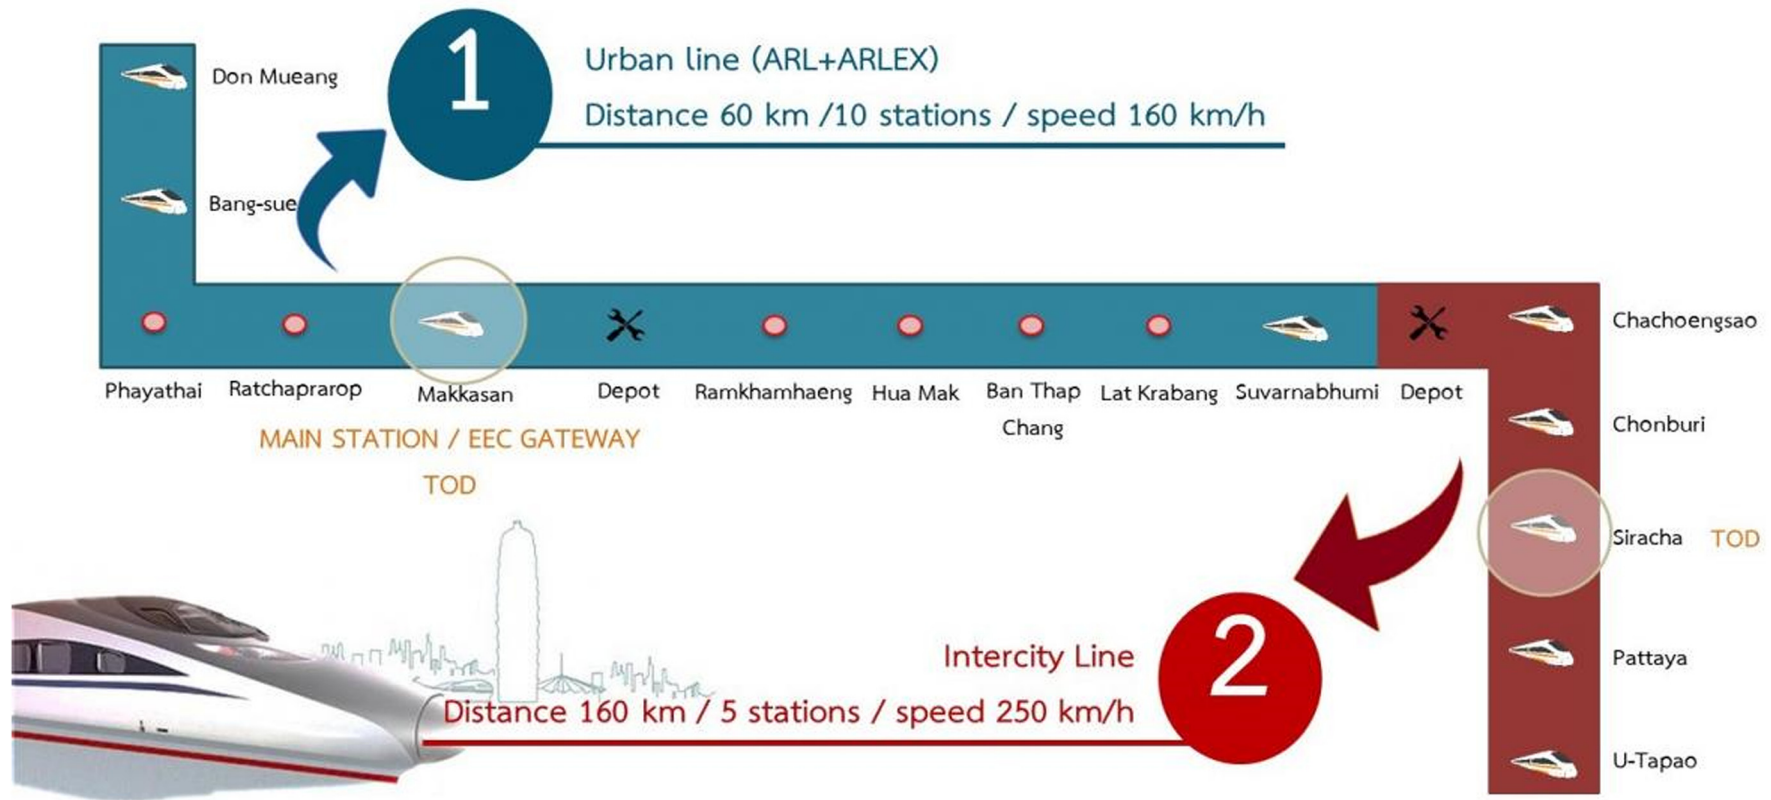 1
Urban line (ARL+ARLEX)
Distance 60 km /10 stations / speed 160 km/h
Don Mueang
Bang-sue
Phayathai
Ratchaprarop
Makkasan
Depot
Ramkhamhaeng
Hua Mak
Ban Thap
Chang
Lat Krabang
Suvarnabhumi
Depot
MAIN STATION / EEC GATEWAY
TOD
Chachoengsao
Chonburi
Siracha TOD
Pattaya
U-Tapao
2
Intercity Line
Distance 160 km / 5 stations / speed 250 km/h